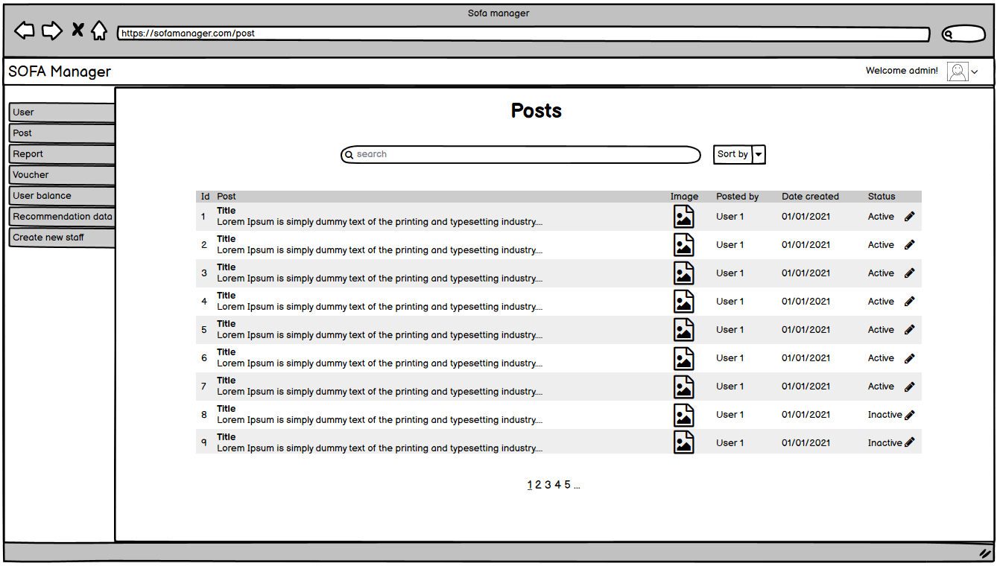 Sofa manager
https://sofamanager.com/post
SOFA Manager
Welcome admin!
User
Post
Report
Voucher
User balance
Recommendation data
Create new staff
Posts
search
Sort by
Id Post Image Posted by Date created Status
Title
1 Lorem Ipsum is simply dummy text of the printing and typesetting industry.... User 1 01/01/2021 Active
Title
2 Lorem Ipsum is simply dummy text of the printing and typesetting industry.... User 1 01/01/2021 Active
Title
3 Lorem Ipsum is simply dummy text of the printing and typesetting industry.... User 1 01/01/2021 Active
Title
4 Lorem Ipsum is simply dummy text of the printing and typesetting industry.... User 1 01/01/2021 Active
Title
5 Lorem Ipsum is simply dummy text of the printing and typesetting industry.... User 1 01/01/2021 Active
Title
6 Lorem Ipsum is simply dummy text of the printing and typesetting industry.... User 1 01/01/2021 Active
Title
7 Lorem Ipsum is simply dummy text of the printing and typesetting industry.... User 1 01/01/2021 Active
Title
8 Lorem Ipsum is simply dummy text of the printing and typesetting industry.... User 1 01/01/2021 Inactive
Title
9 Lorem Ipsum is simply dummy text of the printing and typesetting industry.... User 1 01/01/2021 Inactive
1 2 3 4 5 ...